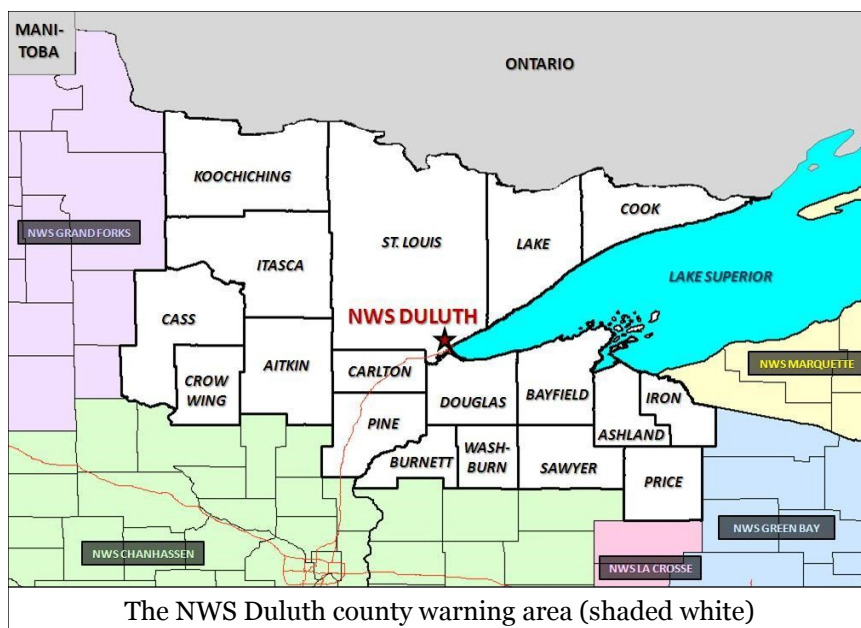 MANI-
TOBA
ONTARIO
KOOCHICHING
COOK
ST. LOUIS
LAKE
NWS GRAND FORKS
ITASCA
LAKE SUPERIOR
CASS
NWS DULUTH
AITKIN
CARLTON
NWS MARQUETTE
CROW
WING
DOUGLAS
BAYFIELD
IRON
PINE
ASHLAND
BURNETT
WASH-
BURN
SAWYER
PRICE
NWS GREEN BAY
NWS CHANHASSEN
NWS LA CROSSE
The NWS Duluth county warning area (shaded white)